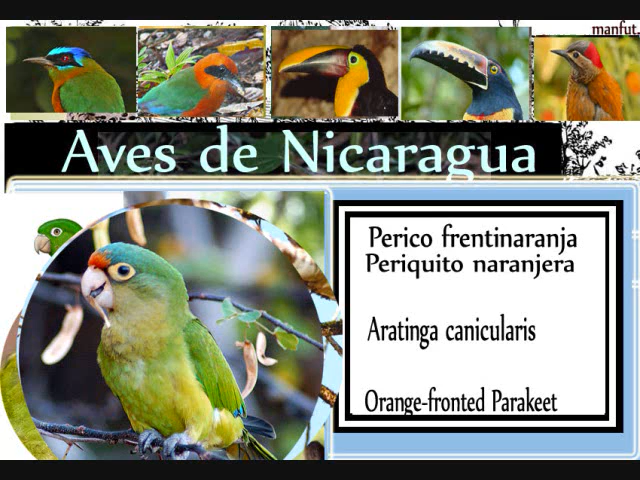 manfut
Aves de Nicaragua
Perico frentinaranja
Periquito naranjera
Aratinga canicularis
Orange-fronted Parakeet